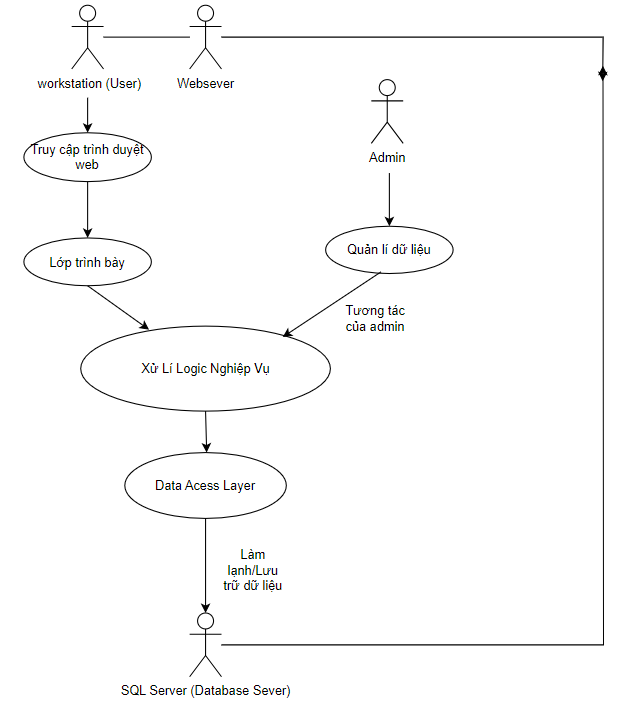 workstation (User)
Websever
Admin
Truy cập trình duyệt
web
Quản lí dữ liệu
Lớp trình bày
Tương tác
của admin
Xử Lí Logic Nghiệp Vụ
Data Acess Layer
Làm
lạnh/Lưu
trữ dữ liệu
SQL Server (Database Sever)